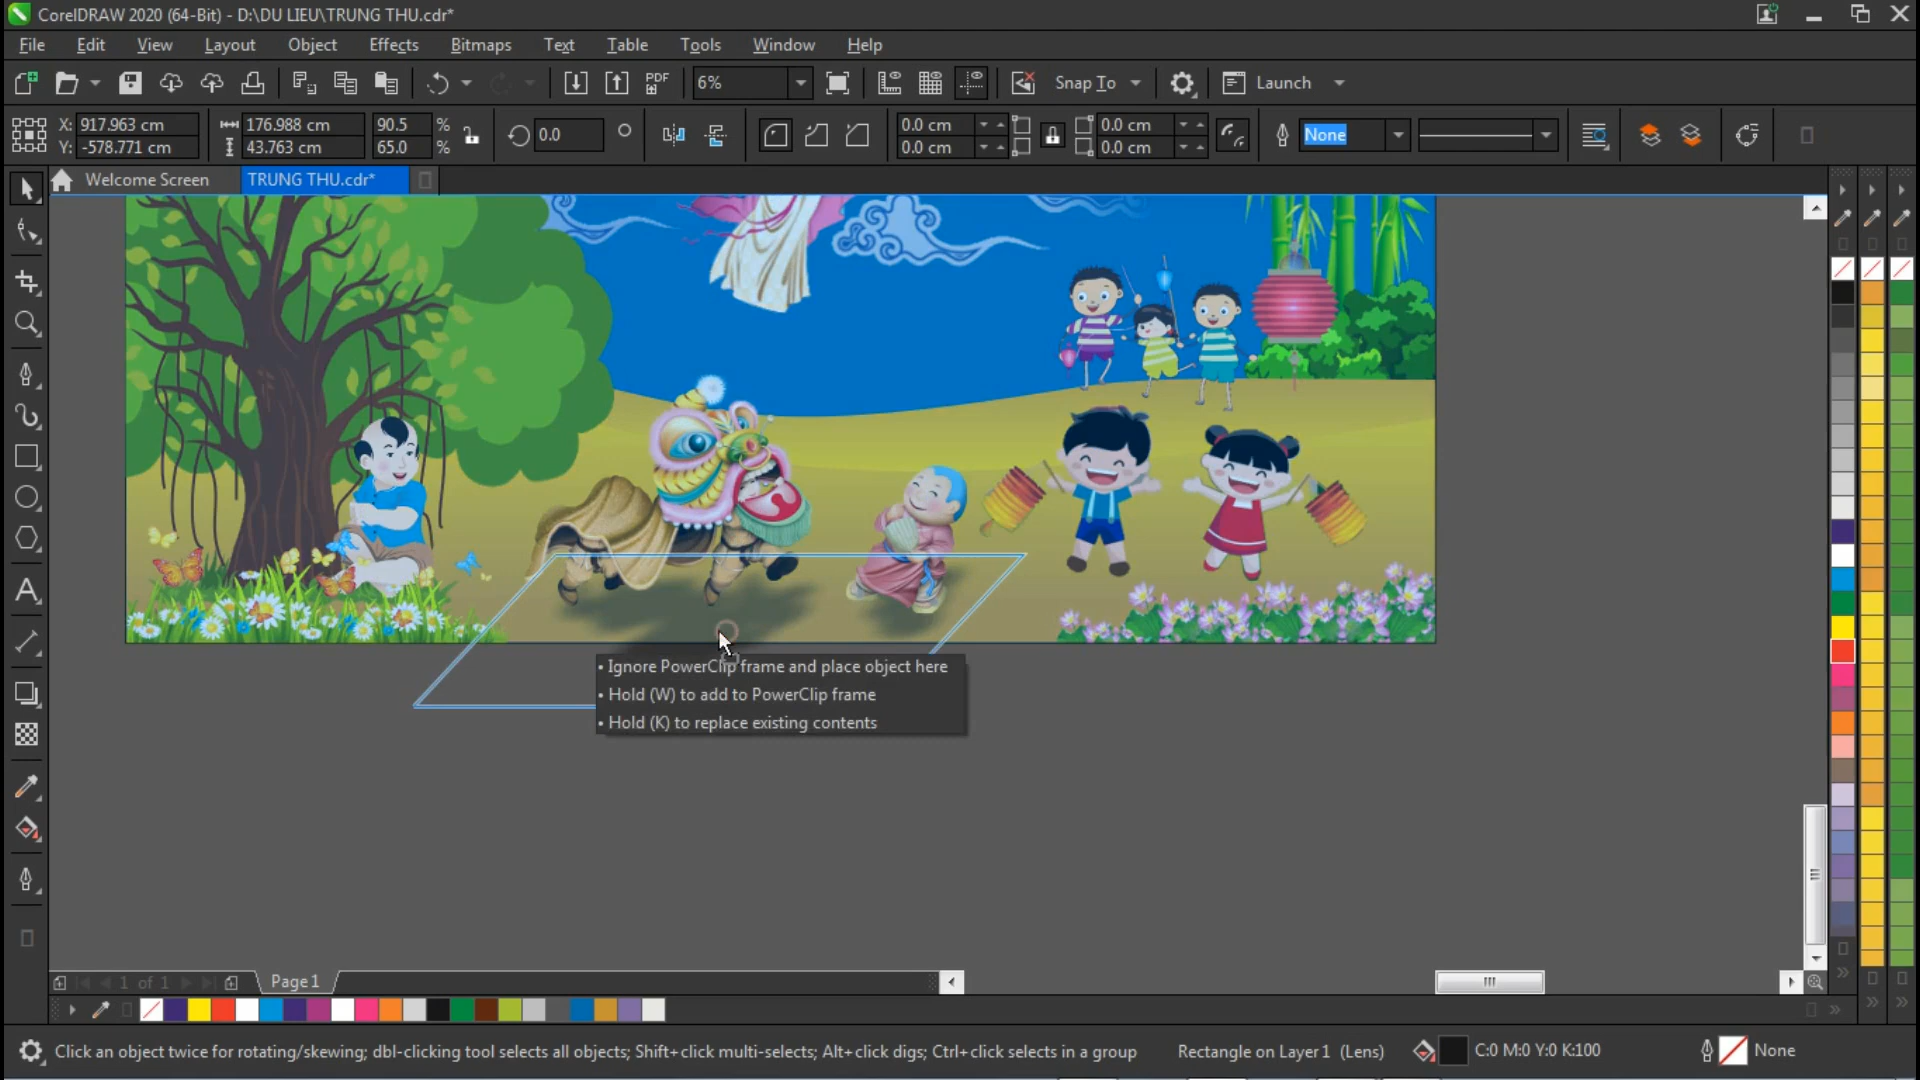 CorelDRAW 2020 (64-Bit) - D:\DU LIEU\TRUNG THU.cdr*
File Edit View Layout Object Effects Bitmaps Text Table Tools Window Help
PDF 6% Snap To Launch
X: 917.963 cm 176.988 cm 90.5 % 0.0 0.0 cm 0.0 cm None
Y: -578.771 cm 43.763 cm 65.0 % 0.0 cm 0.0 cm
Welcome Screen TRUNG THU.cdr*
• Ignore PowerClip frame and place object here
• Hold (W) to add to PowerClip frame
• Hold (K) to replace existing contents
1 of 1 Page 1
Click an object twice for rotating/skewing; dbl-clicking tool selects all objects; Shift+click multi-selects; Alt+click digs; Ctrl+click selects in a group Rectangle on Layer 1 (Lens) C:0 M:0 Y:0 K:100 None